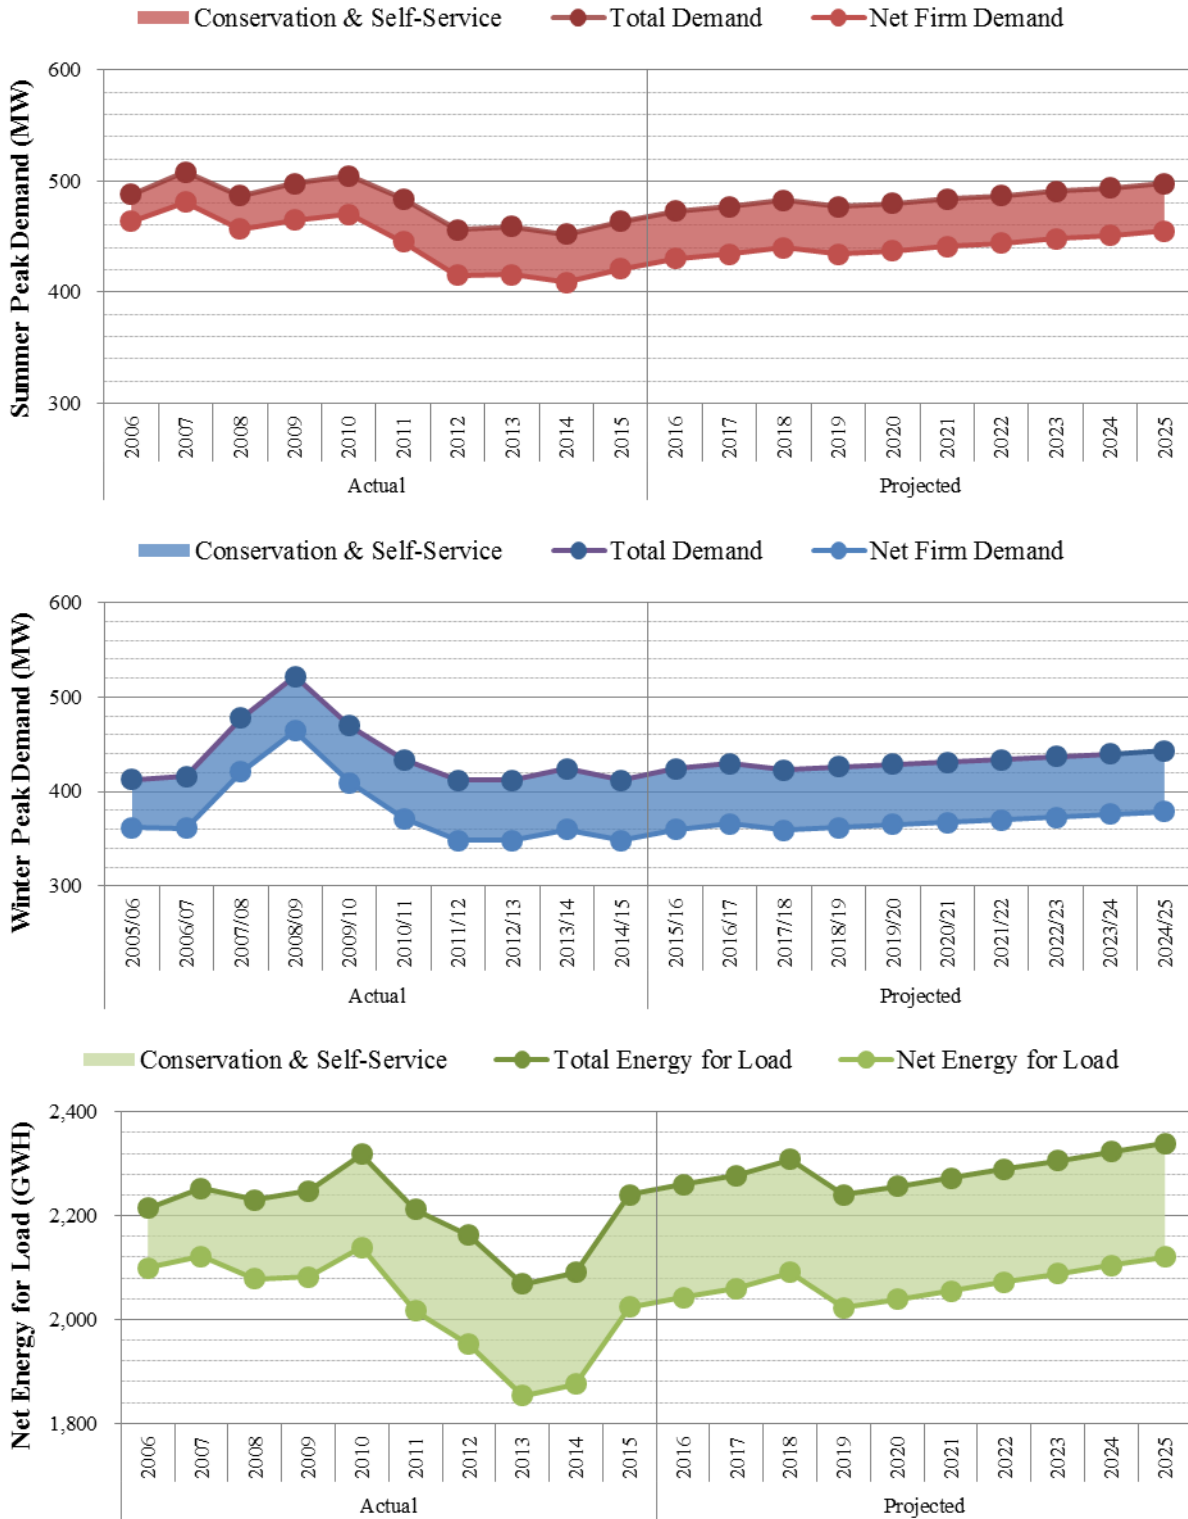 Conservation & Self-Service Total Demand Net Firm Demand
Summer Peak Demand (MW)
600
500
400
300
2006 2007 2008 2009 2010 2011 2012 2013 2014 2015 2016 2017 2018 2019 2020 2021 2022 2023 2024 2025
Actual Projected
Conservation & Self-Service Total Demand Net Firm Demand
Winter Peak Demand (MW)
600
500
400
300
2005/06 2006/07 2007/08 2008/09 2009/10 2010/11 2011/12 2012/13 2013/14 2014/15 2015/16 2016/17 2017/18 2018/19 2019/20 2020/21 2021/22 2022/23 2023/24 2024/25
Actual Projected
Conservation & Self-Service Total Energy for Load Net Energy for Load
Net Energy for Load (GWH)
2,400
2,200
2,000
1,800
2006 2007 2008 2009 2010 2011 2012 2013 2014 2015 2016 2017 2018 2019 2020 2021 2022 2023 2024 2025
Actual Projected